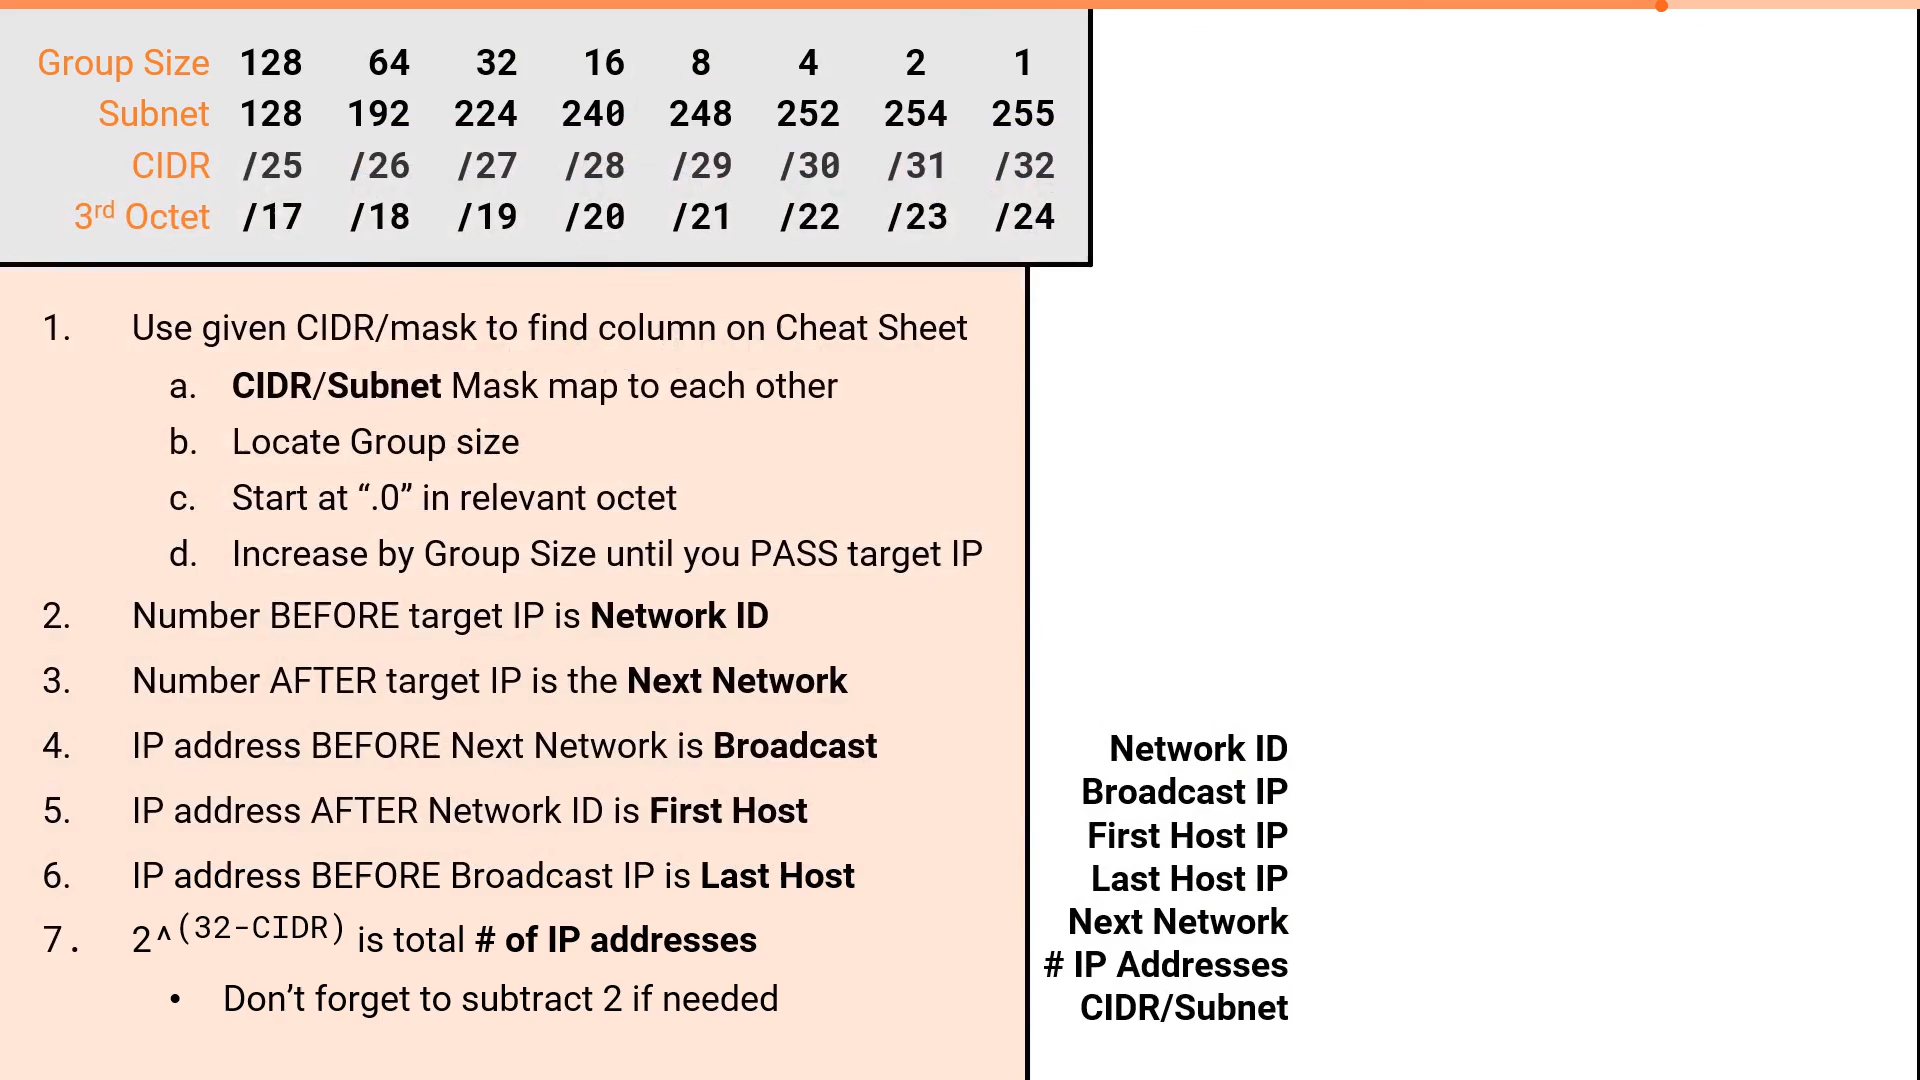 Group Size 128 64 32 16 8 4 2 1
Subnet 128 192 224 240 248 252 254 255
CIDR /25 /26 /27 /28 /29 /30 /31 /32
3rd Octet /17 /18 /19 /20 /21 /22 /23 /24
1. Use given CIDR/mask to find column on Cheat Sheet
a. CIDR/Subnet Mask map to each other
b. Locate Group size
c. Start at “.0” in relevant octet
d. Increase by Group Size until you PASS target IP
2. Number BEFORE target IP is Network ID
3. Number AFTER target IP is the Next Network
4. IP address BEFORE Next Network is Broadcast
5. IP address AFTER Network ID is First Host
6. IP address BEFORE Broadcast IP is Last Host
7. 2^(32-CIDR) is total # of IP addresses
• Don’t forget to subtract 2 if needed
Network ID
Broadcast IP
First Host IP
Last Host IP
Next Network
# IP Addresses
CIDR/Subnet